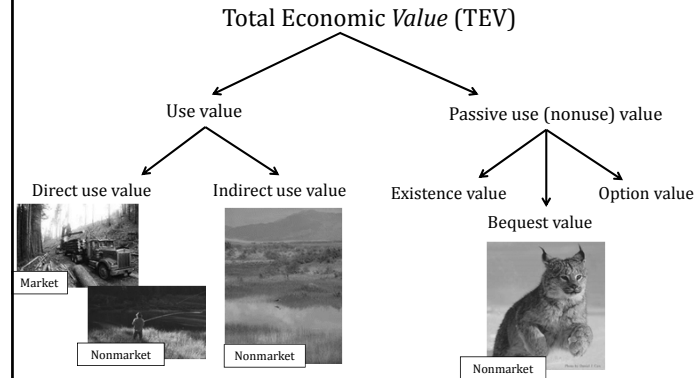 Total Economic Value (TEV)
Use value
Passive use (nonuse) value
Direct use value
Indirect use value
Existence value
Option value
Bequest value
Market
Nonmarket
Nonmarket
Nonmarket